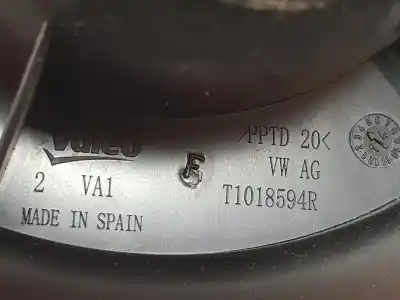 Valeo
>PPTD 20<
2 VA1
E
VW AG
MADE IN SPAIN
T1018594R